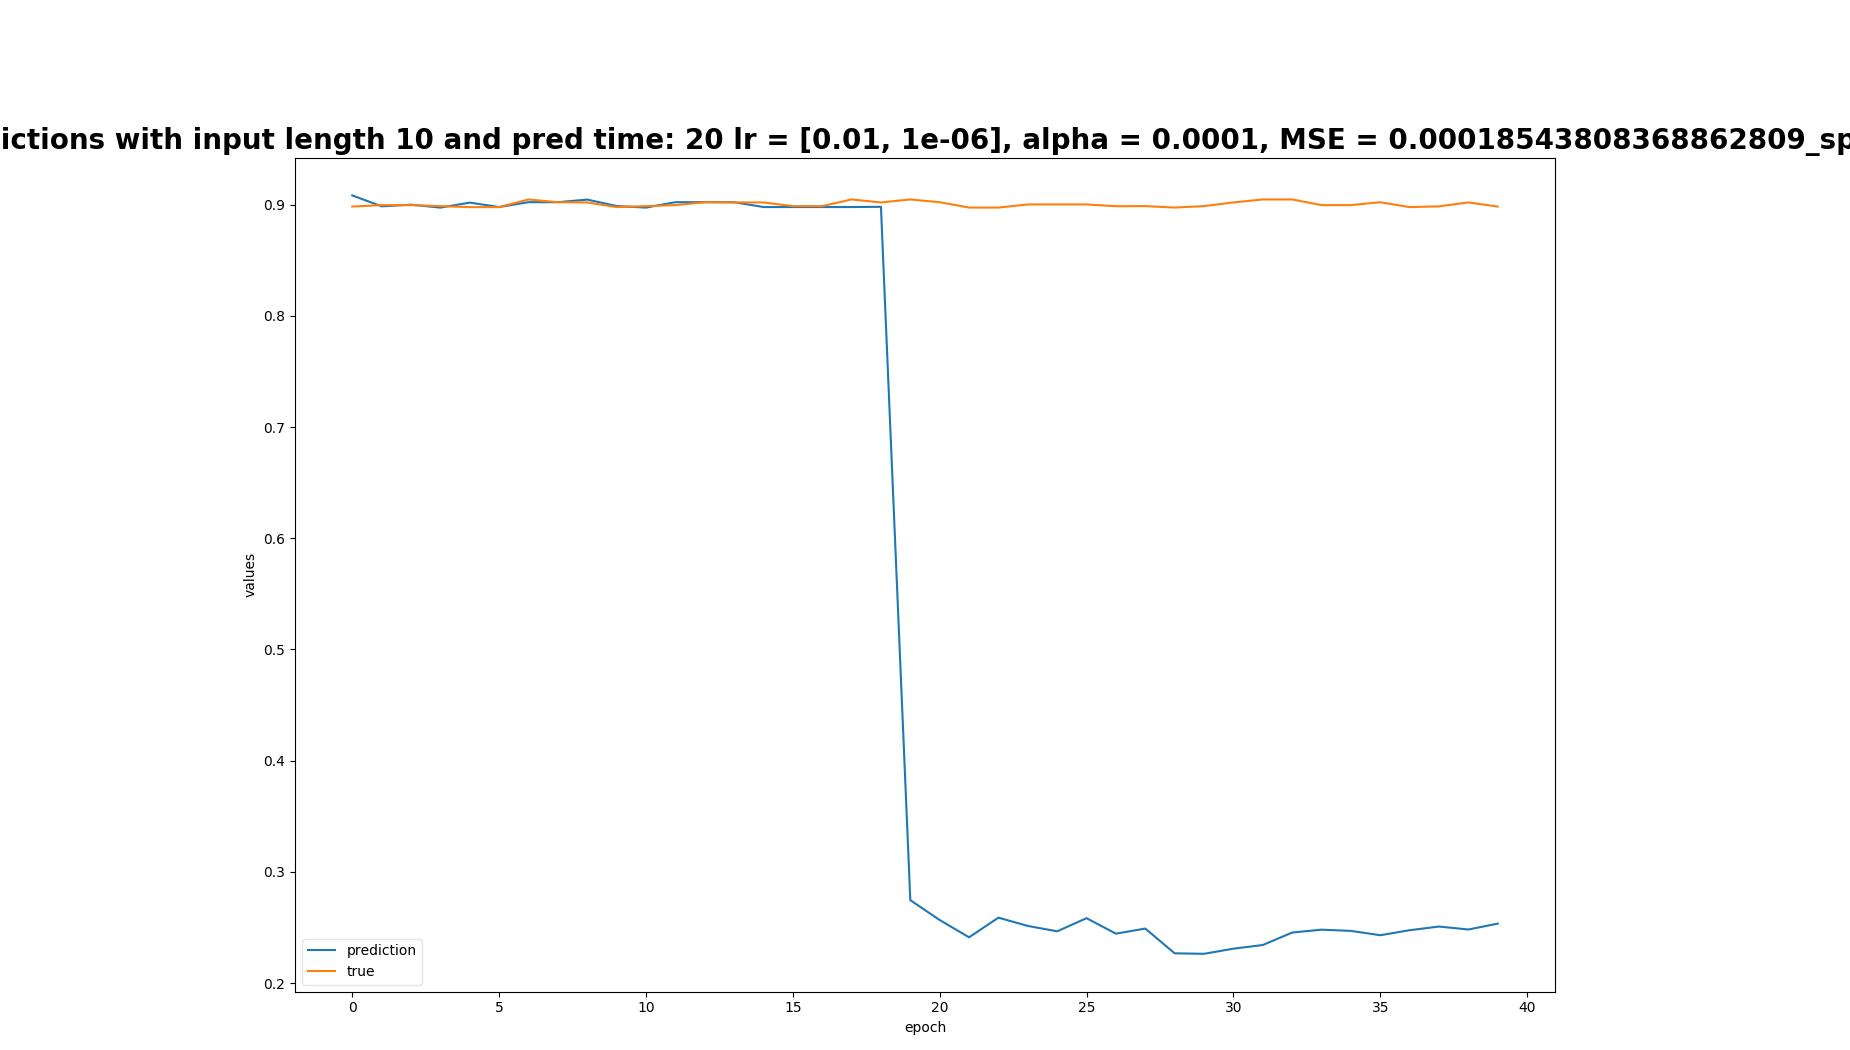 ictions with input length 10 and pred time: 20 lr = [0.01, 1e-06], alpha = 0.0001, MSE = 0.00018543808368862809_sp
0.9
0.8
0.7
0.6
0.5
0.4
0.3
0.2
values
prediction
true
0 5 10 15 20 25 30 35 40
epoch